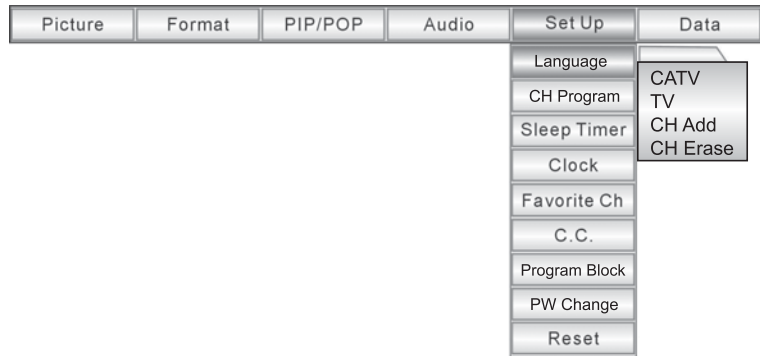 Picture Format PIP/POP Audio Set Up Data
Language
CH Program
Sleep Timer
Clock
Favorite Ch
C.C.
Program Block
PW Change
Reset
CATV
TV
CH Add
CH Erase